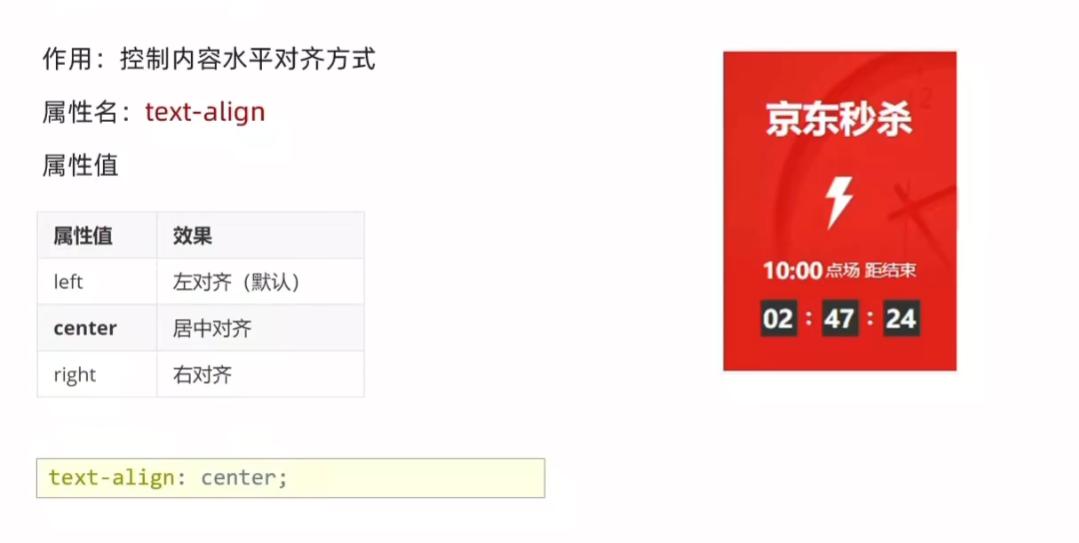 作用：控制内容水平对齐方式
属性名：text-align
属性值
属性值 效果
left 左对齐（默认）
center 居中对齐
right 右对齐
text-align: center;
京东秒杀
10:00 点场 距结束
02 : 47 : 24